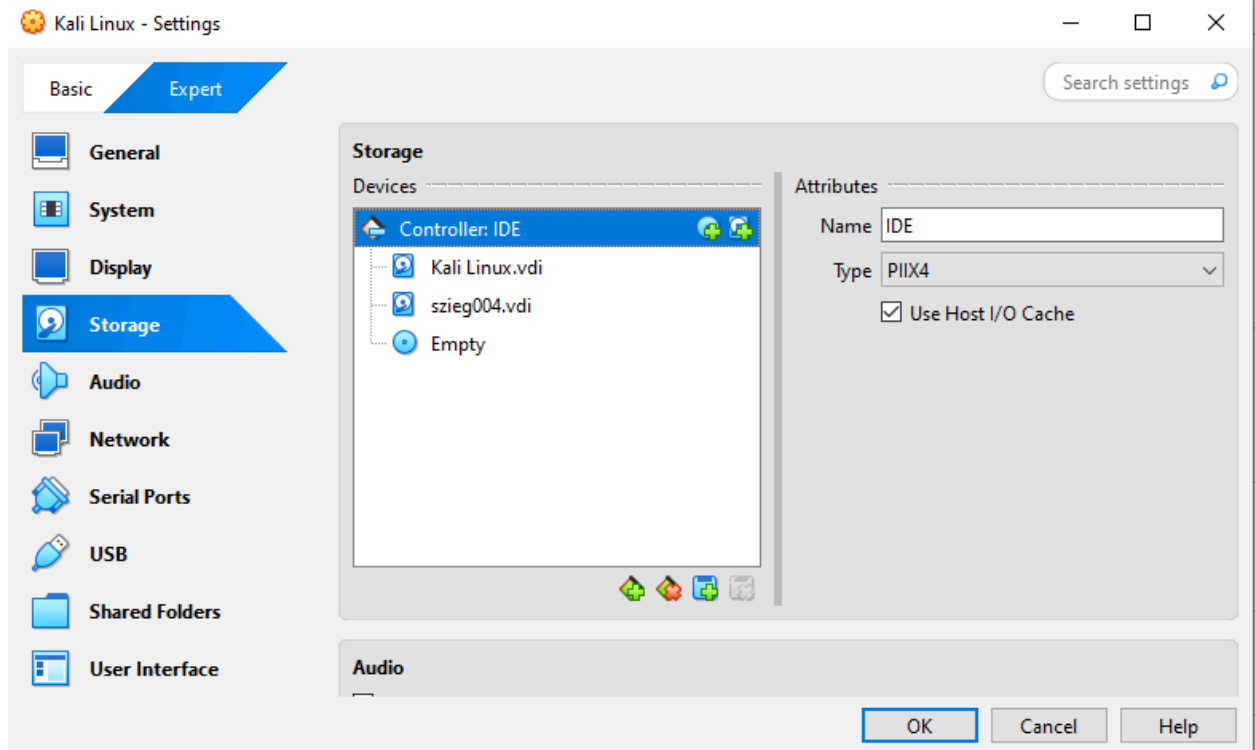 Kali Linux - Settings
Basic
Expert
Search settings
General
System
Display
Storage
Audio
Network
Serial Ports
USB
Shared Folders
User Interface
Storage
Devices
Controller: IDE
Kali Linux.vdi
szieg004.vdi
Empty
Attributes
Name IDE
Type PIIX4
Use Host I/O Cache
Audio
OK Cancel Help